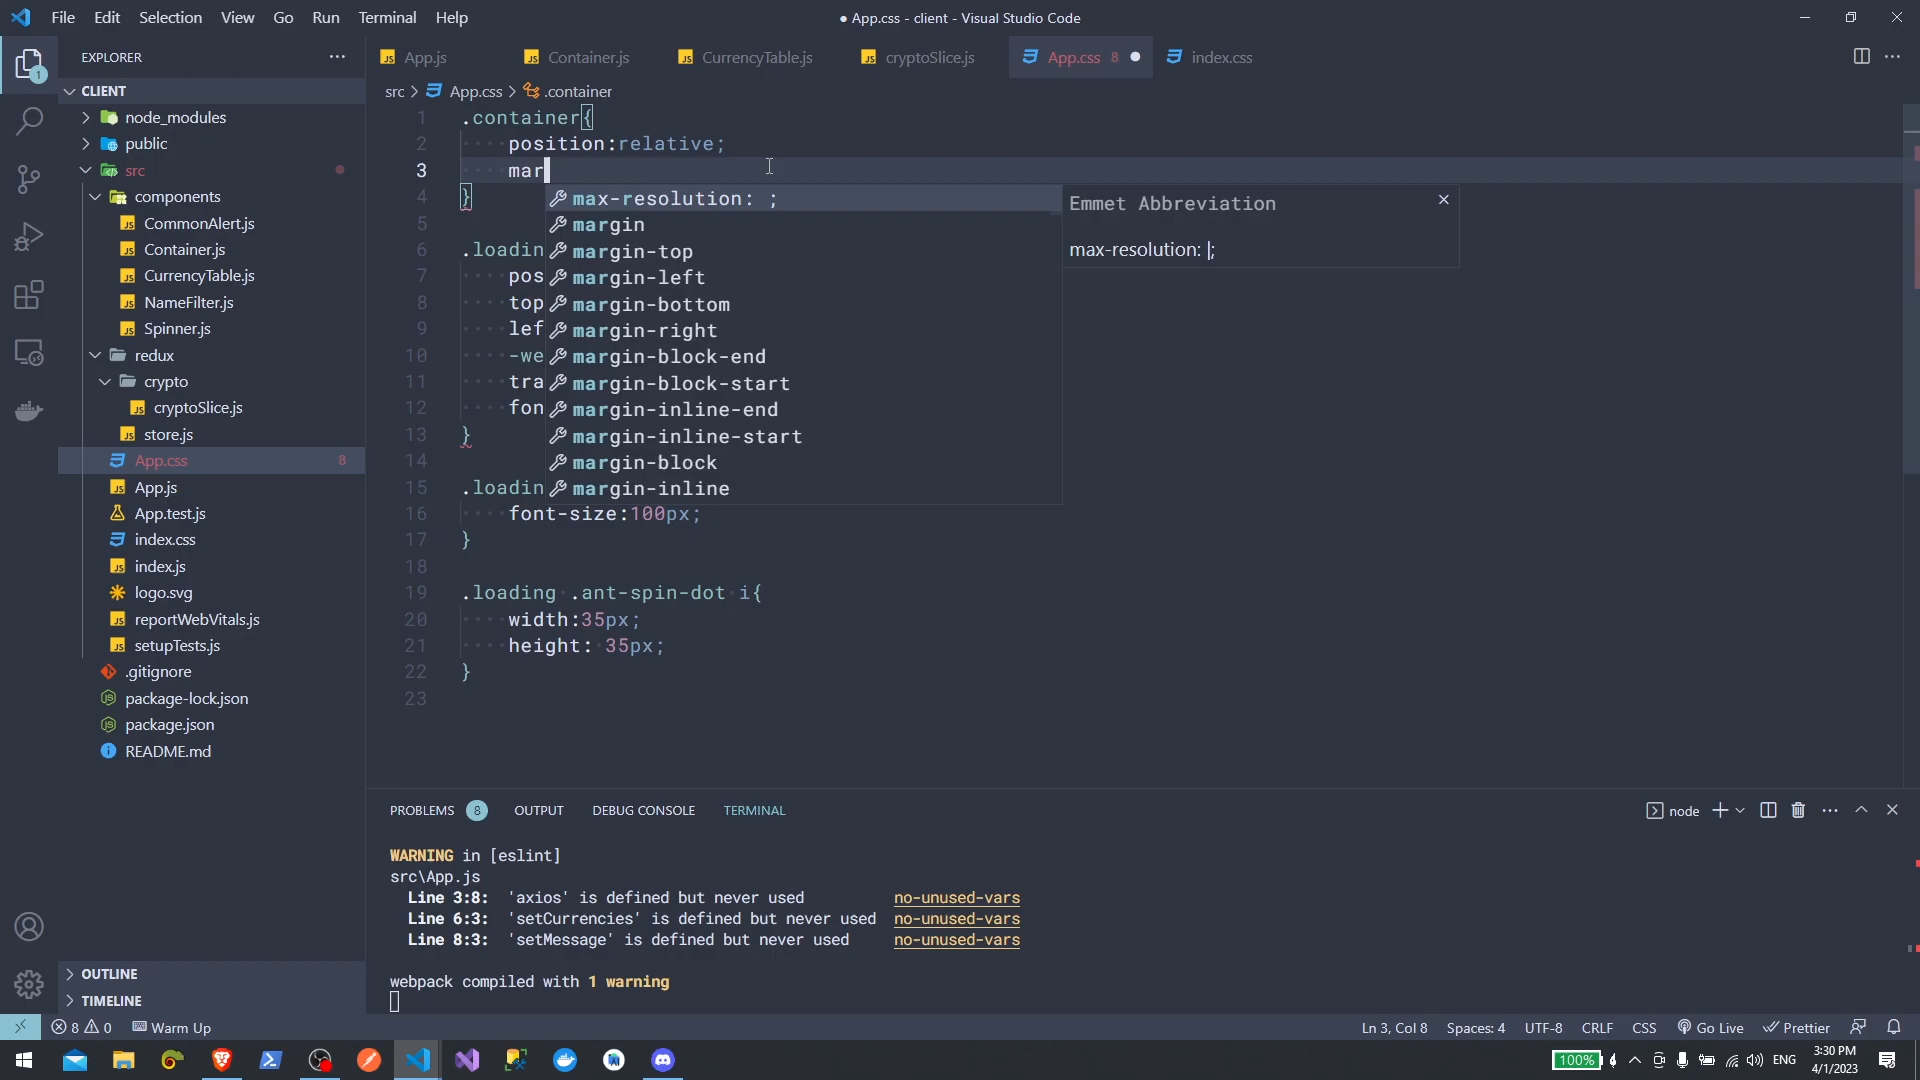 File Edit Selection View Go Run Terminal Help
● App.css - client - Visual Studio Code
EXPLORER
CLIENT
node_modules
public
src
components
CommonAlert.js
Container.js
CurrencyTable.js
NameFilter.js
Spinner.js
redux
crypto
cryptoSlice.js
store.js
App.css 8
App.js
App.test.js
index.css
index.js
logo.svg
reportWebVitals.js
setupTests.js
.gitignore
package-lock.json
package.json
README.md
OUTLINE
TIMELINE
1
App.js Container.js CurrencyTable.js cryptoSlice.js App.css 8 ● index.css
src > App.css > .container
1 .container{
2 position:relative;
3 mar
4 }
5
6 .loadin
7 pos
8 top
9 lef
10 -we
11 tra
12 fon
13 }
14
15 .loadin
16 font-size:100px;
17 }
18
19 .loading .ant-spin-dot i{
20 width:35px;
21 height: 35px;
22 }
23
max-resolution: ;
margin
margin-top
margin-left
margin-bottom
margin-right
margin-block-end
margin-block-start
margin-inline-end
margin-inline-start
margin-block
margin-inline
Emmet Abbreviation
max-resolution: |;
PROBLEMS 8 OUTPUT DEBUG CONSOLE TERMINAL
node
WARNING in [eslint]
src\App.js
Line 3:8: 'axios' is defined but never used no-unused-vars
Line 6:3: 'setCurrencies' is defined but never used no-unused-vars
Line 8:3: 'setMessage' is defined but never used no-unused-vars
webpack compiled with 1 warning
8 0 Warm Up
Ln 3, Col 8 Spaces: 4 UTF-8 CRLF CSS Go Live Prettier
100% ENG
3:30 PM
4/1/2023